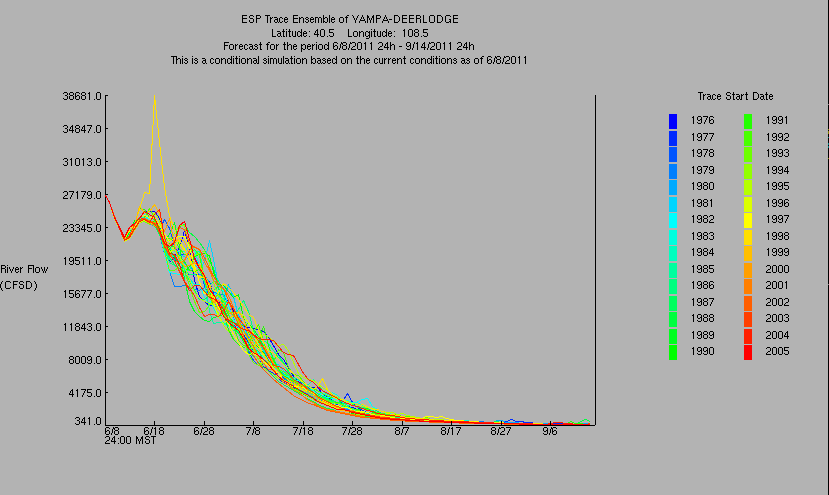 ESP Trace Ensemble of YAMPA-DEERLODGE
Latitude: 40.5 Longitude: 108.5
Forecast for the period 6/8/2011 24h - 9/14/2011 24h
This is a conditional simulation based on the current conditions as of 6/8/2011
38681.0
34847.0
31013.0
27179.0
23345.0
19511.0
15677.0
11843.0
8009.0
4175.0
341.0
River Flow
(CFSD)
6/8 6/18 6/28 7/8 7/18 7/28 8/7 8/17 8/27 9/6
24:00 MST
Trace Start Date
1976 1991
1977 1992
1978 1993
1979 1994
1980 1995
1981 1996
1982 1997
1983 1998
1984 1999
1985 2000
1986 2001
1987 2002
1988 2003
1989 2004
1990 2005